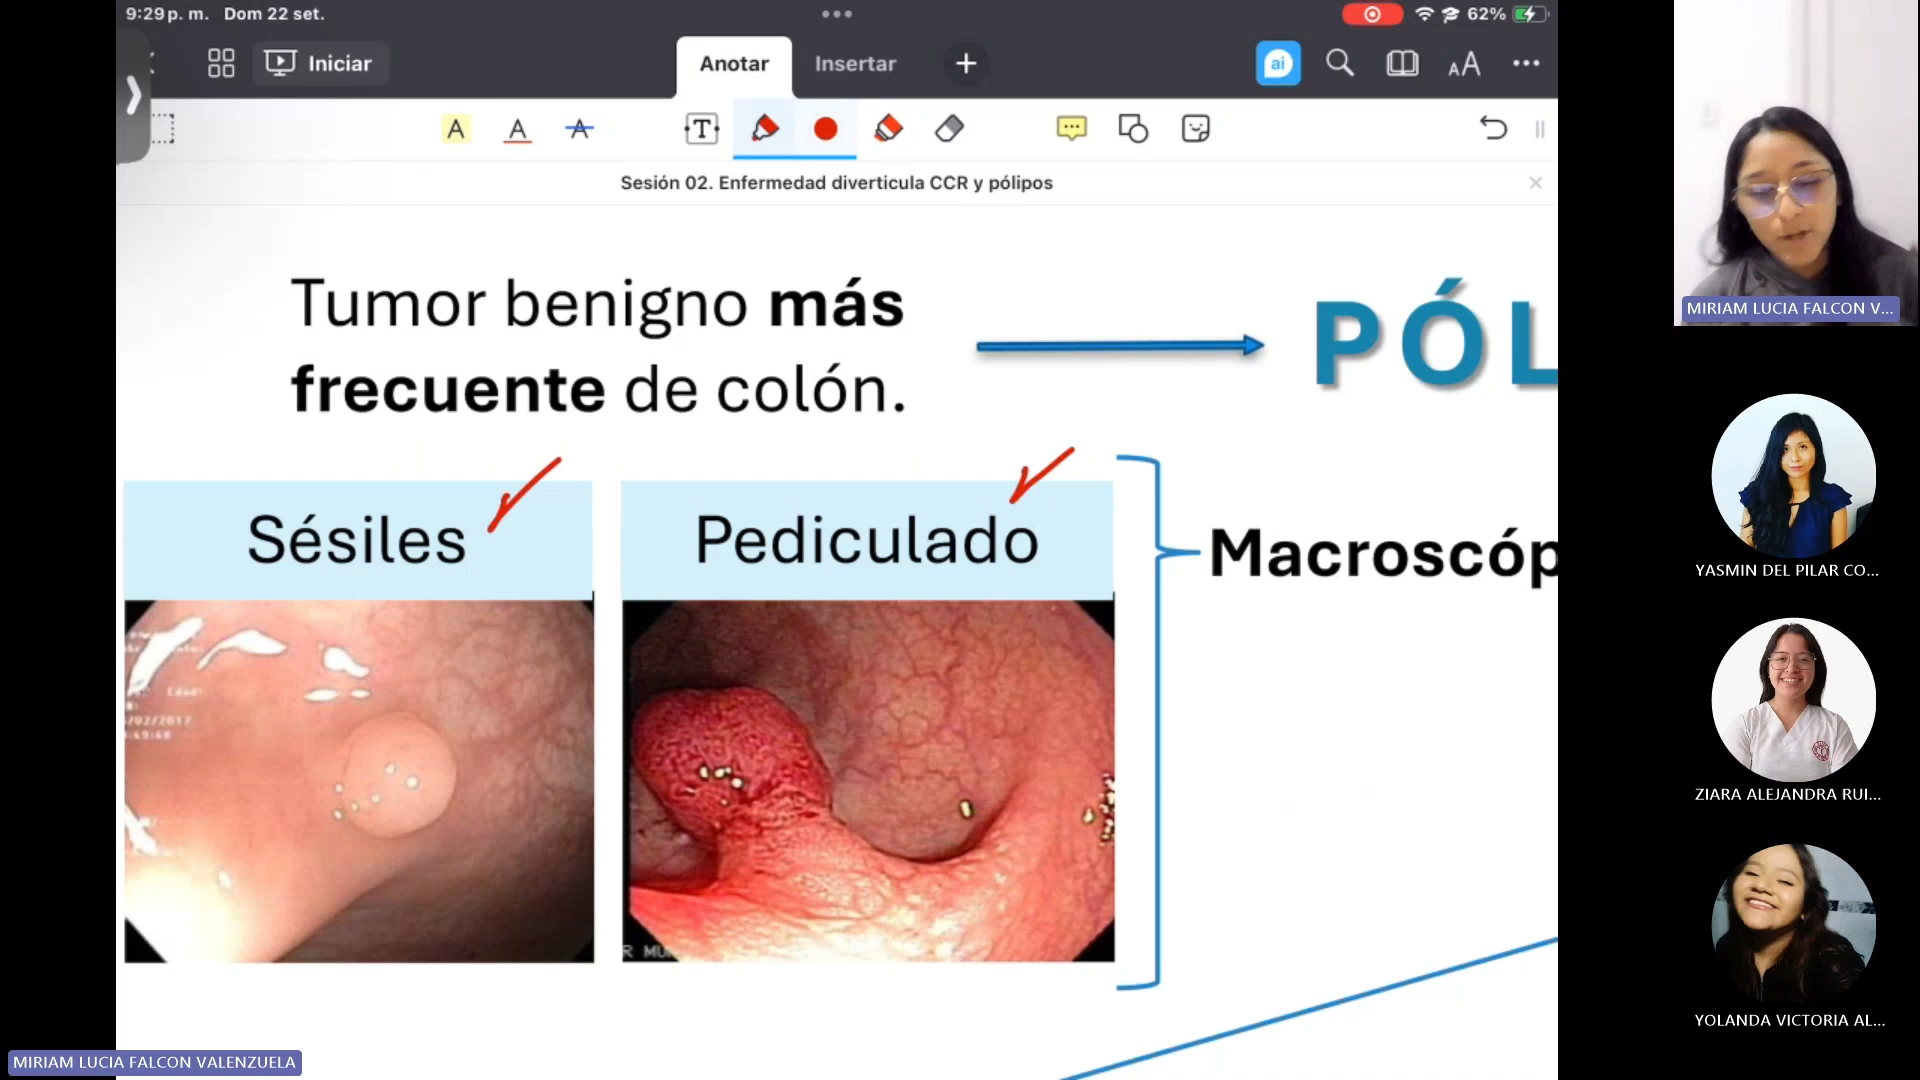 9:29 p. m. Dom 22 set.
62%
Iniciar
Anotar
Insertar
ai
AA
A
A
A
T
Sesión 02. Enfermedad diverticula CCR y pólipos
Tumor benigno más
frecuente de colón.
PÓL
Sésiles
Pediculado
Macroscóp
MIRIAM LUCIA FALCON V...
YASMIN DEL PILAR CO...
ZIARA ALEJANDRA RUI...
YOLANDA VICTORIA AL...
MIRIAM LUCIA FALCON VALENZUELA